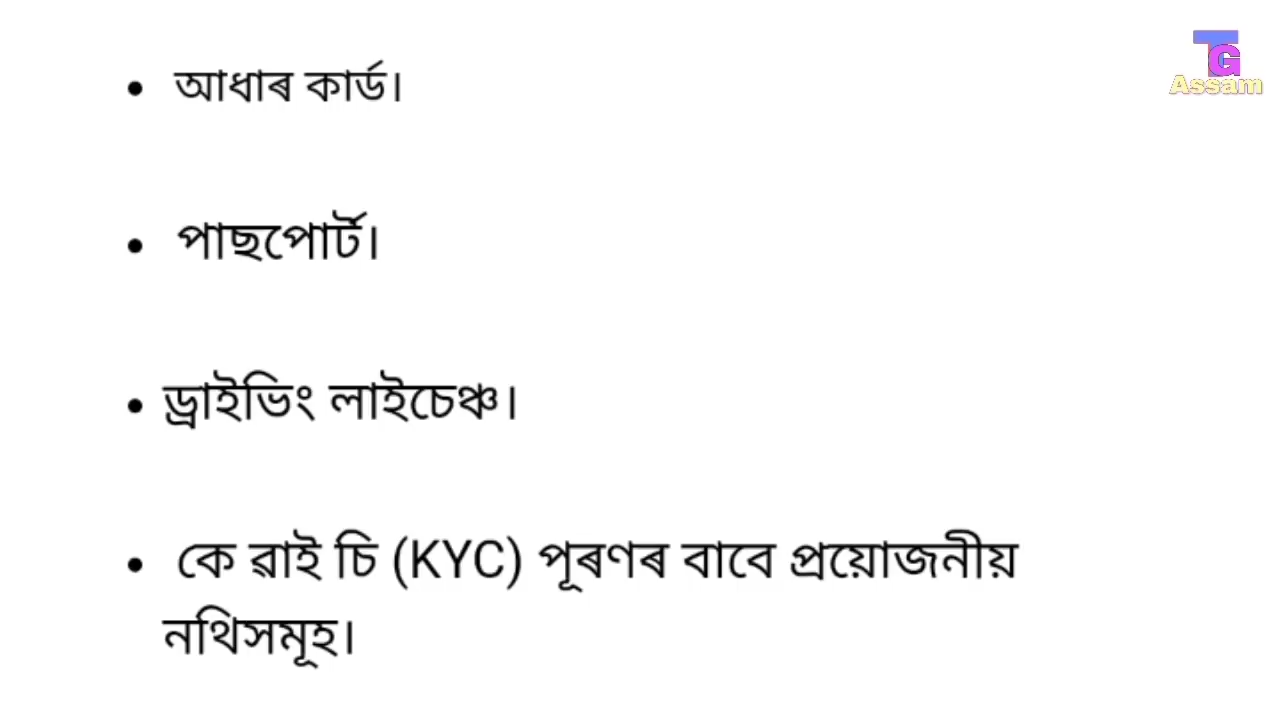 TG
Assam
• আধাৰ কাৰ্ড।
• পাছপোৰ্ট।
• ড্ৰাইভিং লাইচেঞ্চ।
• কে ৱাই চি (KYC) পূৰণৰ বাবে প্ৰয়োজনীয়
নথিসমূহ।